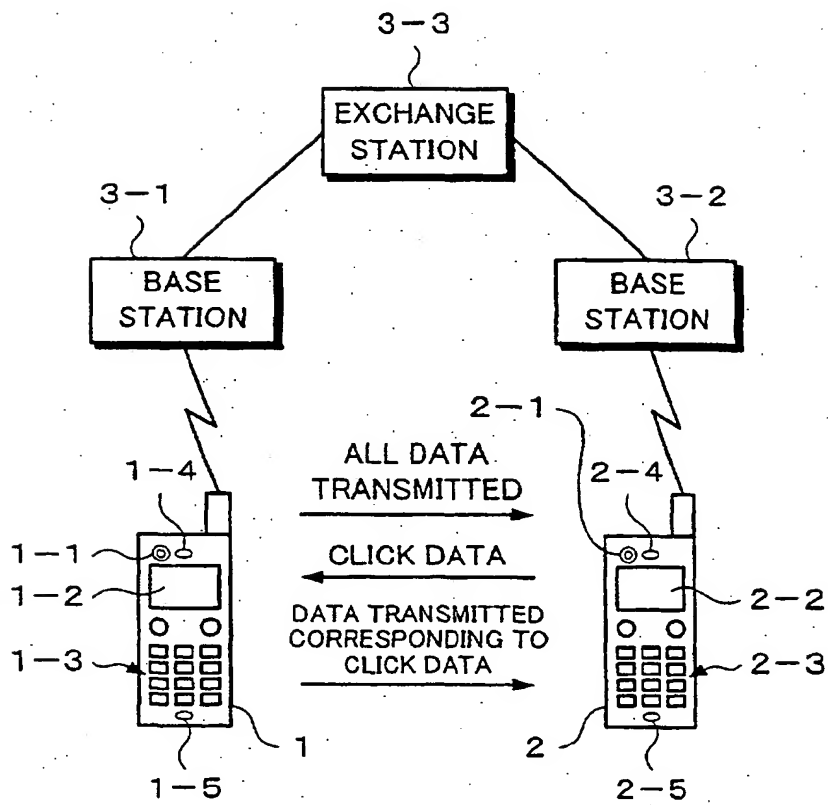 3-3
EXCHANGE
STATION
3-1
3-2
BASE
STATION
BASE
STATION
2-1
1-4
ALL DATA
TRANSMITTED
2-4
1-1
CLICK DATA
1-2
2-2
DATA TRANSMITTED
CORRESPONDING TO
CLICK DATA
1-3
2-3
1
2
1-5
2-5